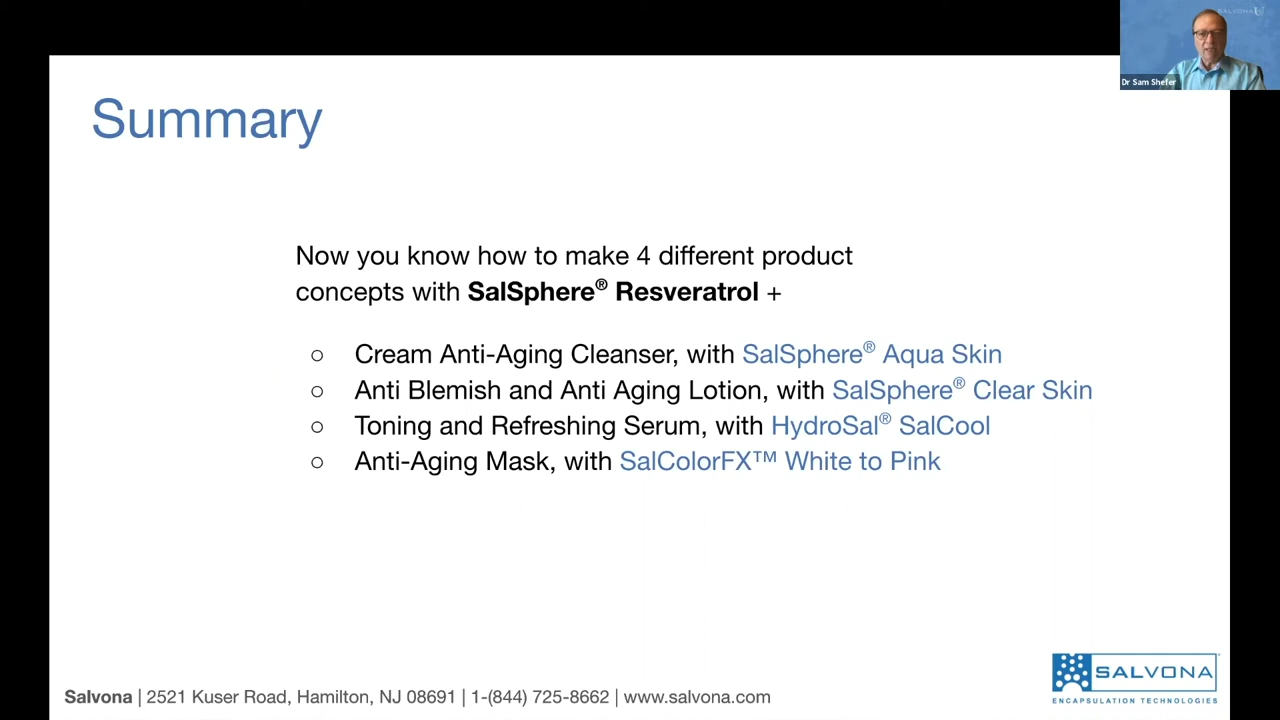 SALVONA U
Dr Sam Shefer
Summary
Now you know how to make 4 different product
concepts with SalSphere® Resveratrol +
○ Cream Anti-Aging Cleanser, with SalSphere® Aqua Skin
○ Anti Blemish and Anti Aging Lotion, with SalSphere® Clear Skin
○ Toning and Refreshing Serum, with HydroSal® SalCool
○ Anti-Aging Mask, with SalColorFX™ White to Pink
Salvona | 2521 Kuser Road, Hamilton, NJ 08691 | 1-(844) 725-8662 | www.salvona.com
SALVONA
ENCAPSULATION TECHNOLOGIES